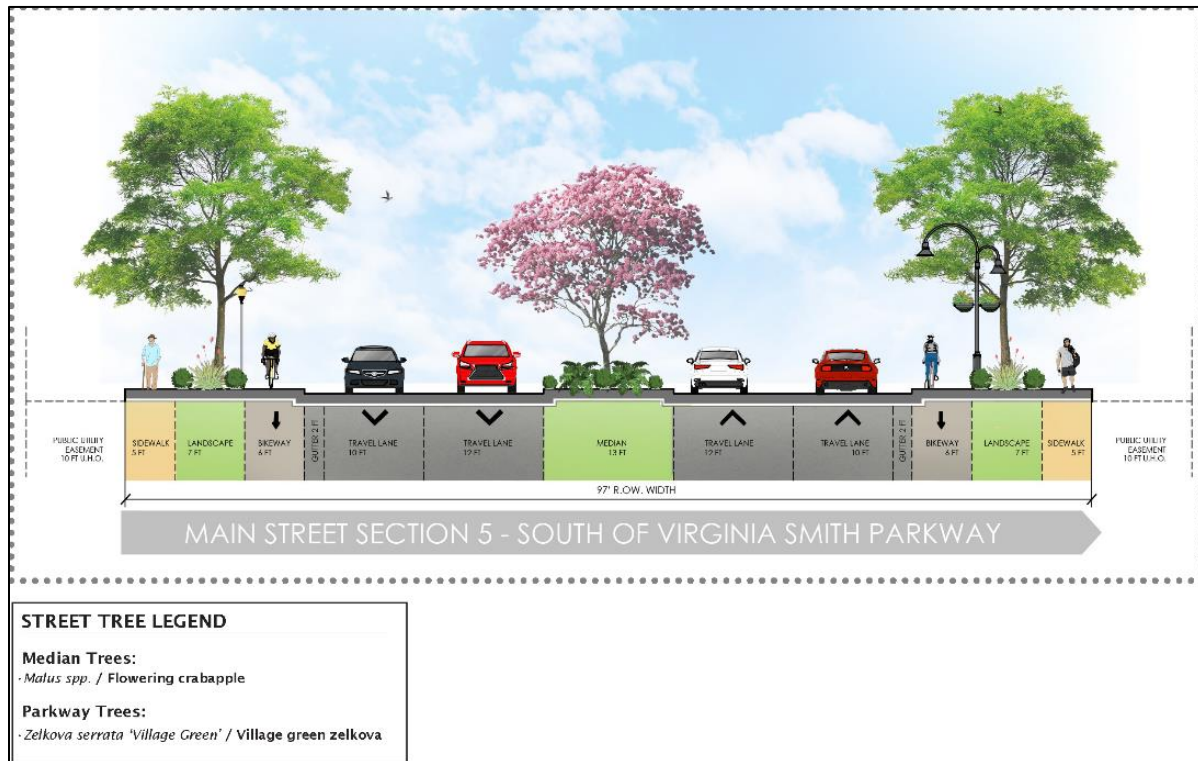 PUBLIC UTILITY
EASEMENT
10 FT U.H.O.
SIDEWALK
5 FT
LANDSCAPE
7 FT
BIKEWAY
6 FT
GUTTER 2 FT
TRAVEL LANE
10 FT
TRAVEL LANE
12 FT
MEDIAN
13 FT
TRAVEL LANE
12 FT
TRAVEL LANE
10 FT
GUTTER 2 FT
BIKEWAY
6 FT
LANDSCAPE
7 FT
SIDEWALK
5 FT
PUBLIC UTILITY
EASEMENT
10 FT U.H.O.
97' R.O.W. WIDTH
MAIN STREET SECTION 5 - SOUTH OF VIRGINIA SMITH PARKWAY
STREET TREE LEGEND
Median Trees:
· Malus spp. / Flowering crabapple
Parkway Trees:
· Zelkova serrata 'Village Green' / Village green zelkova